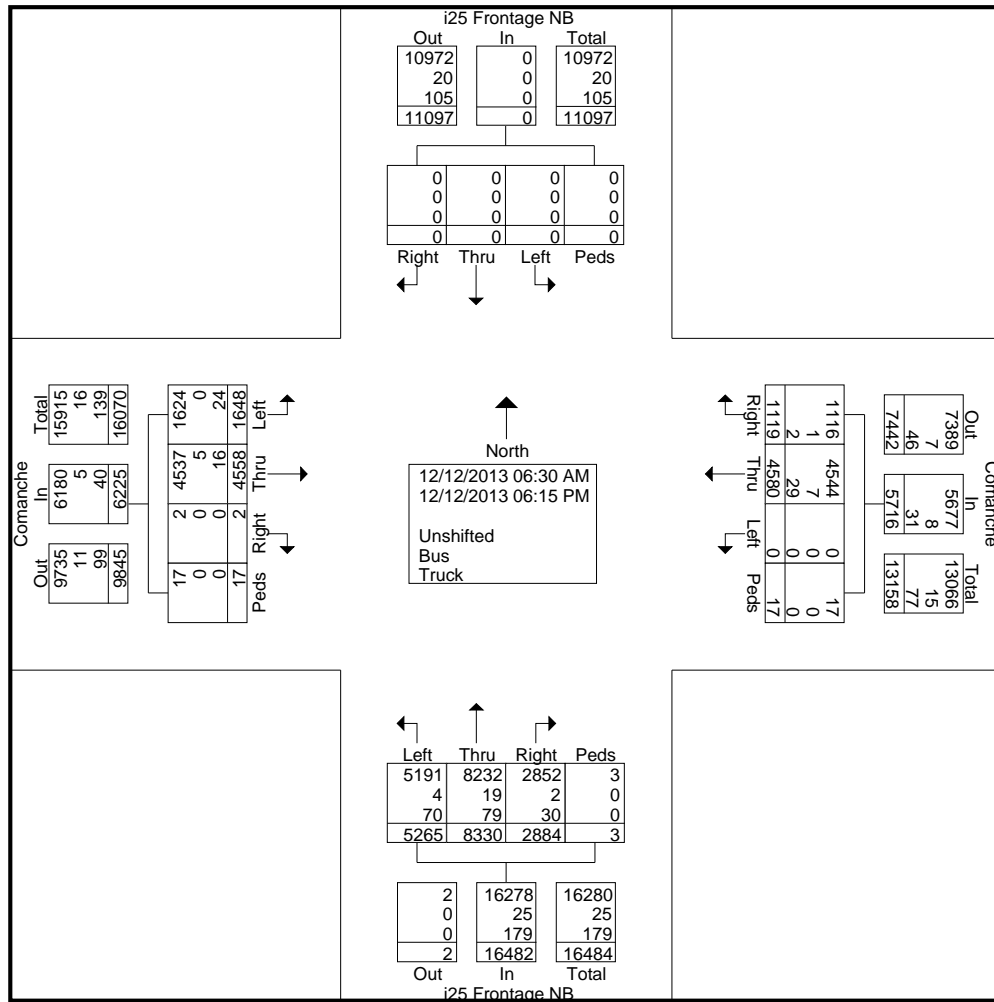 i25 Frontage NB
Out In Total
10972 0 10972
20 0 20
105 0 105
11097 0 11097
0 0 0 0
0 0 0 0
0 0 0 0
0 0 0 0
Right Thru Left Peds
Comanche
Total In Out
15915 16 139 16070
6180 5 40 6225
9735 11 99 9845
1624 0 24 1648 Left
4537 5 16 4558 Thru
2 0 0 2 Right
17 0 0 17 Peds
North
12/12/2013 06:30 AM
12/12/2013 06:15 PM
Unshifted
Bus
Truck
Right 1119 2 1 1116
Thru 4580 29 7 4544
Left 0 0 0 0
Peds 17 0 0 17
Out In Total
7442 46 7 7389
5716 31 8 5677
13158 77 15 13066
Comanche
Left Thru Right Peds
5191 8232 2852 3
4 19 2 0
70 79 30 0
5265 8330 2884 3
2 16278 16280
0 25 25
0 179 179
2 16482 16484
Out In Total
i25 Frontage NB